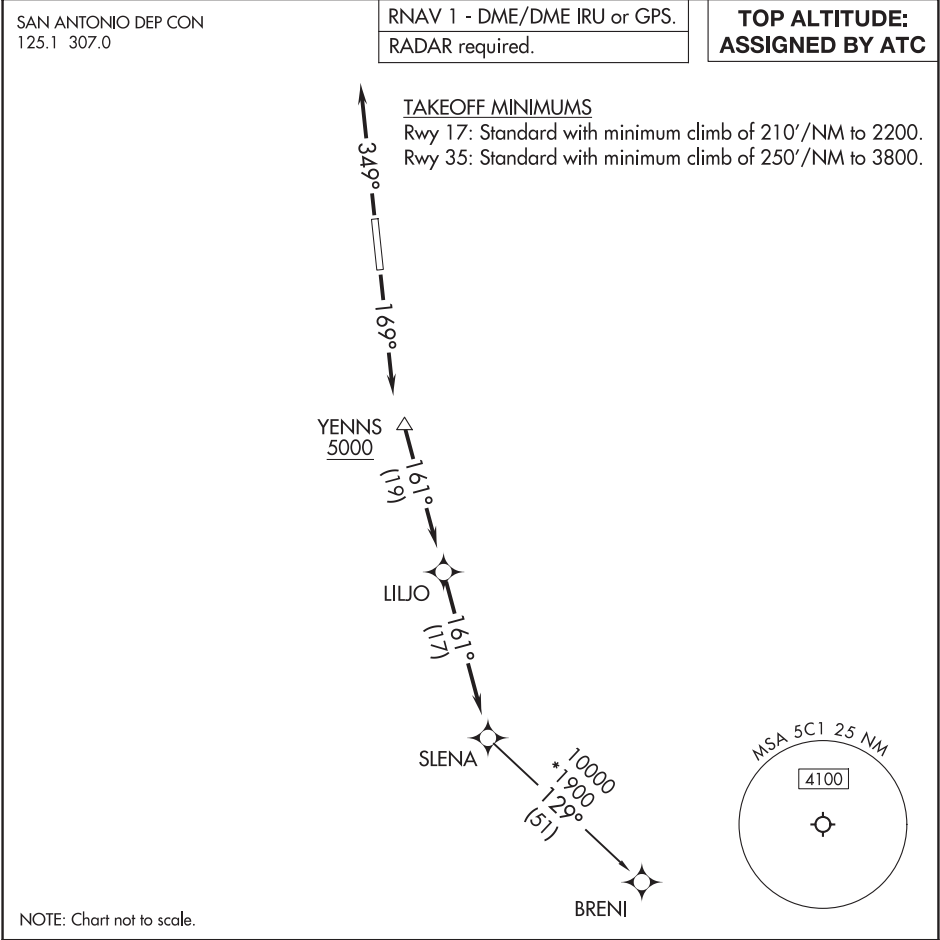 SAN ANTONIO DEP CON
125.1 307.0
RNAV 1 - DME/DME IRU or GPS.
RADAR required.
TOP ALTITUDE:
ASSIGNED BY ATC
TAKEOFF MINIMUMS
Rwy 17: Standard with minimum climb of 210'/NM to 2200.
Rwy 35: Standard with minimum climb of 250'/NM to 3800.
349°
169°
YENNS
5000
161°
(19)
LILJO
161°
(17)
SLENA
10000
*1900
129°
(51)
BRENI
MSA 5C1 25 NM
4100
NOTE: Chart not to scale.